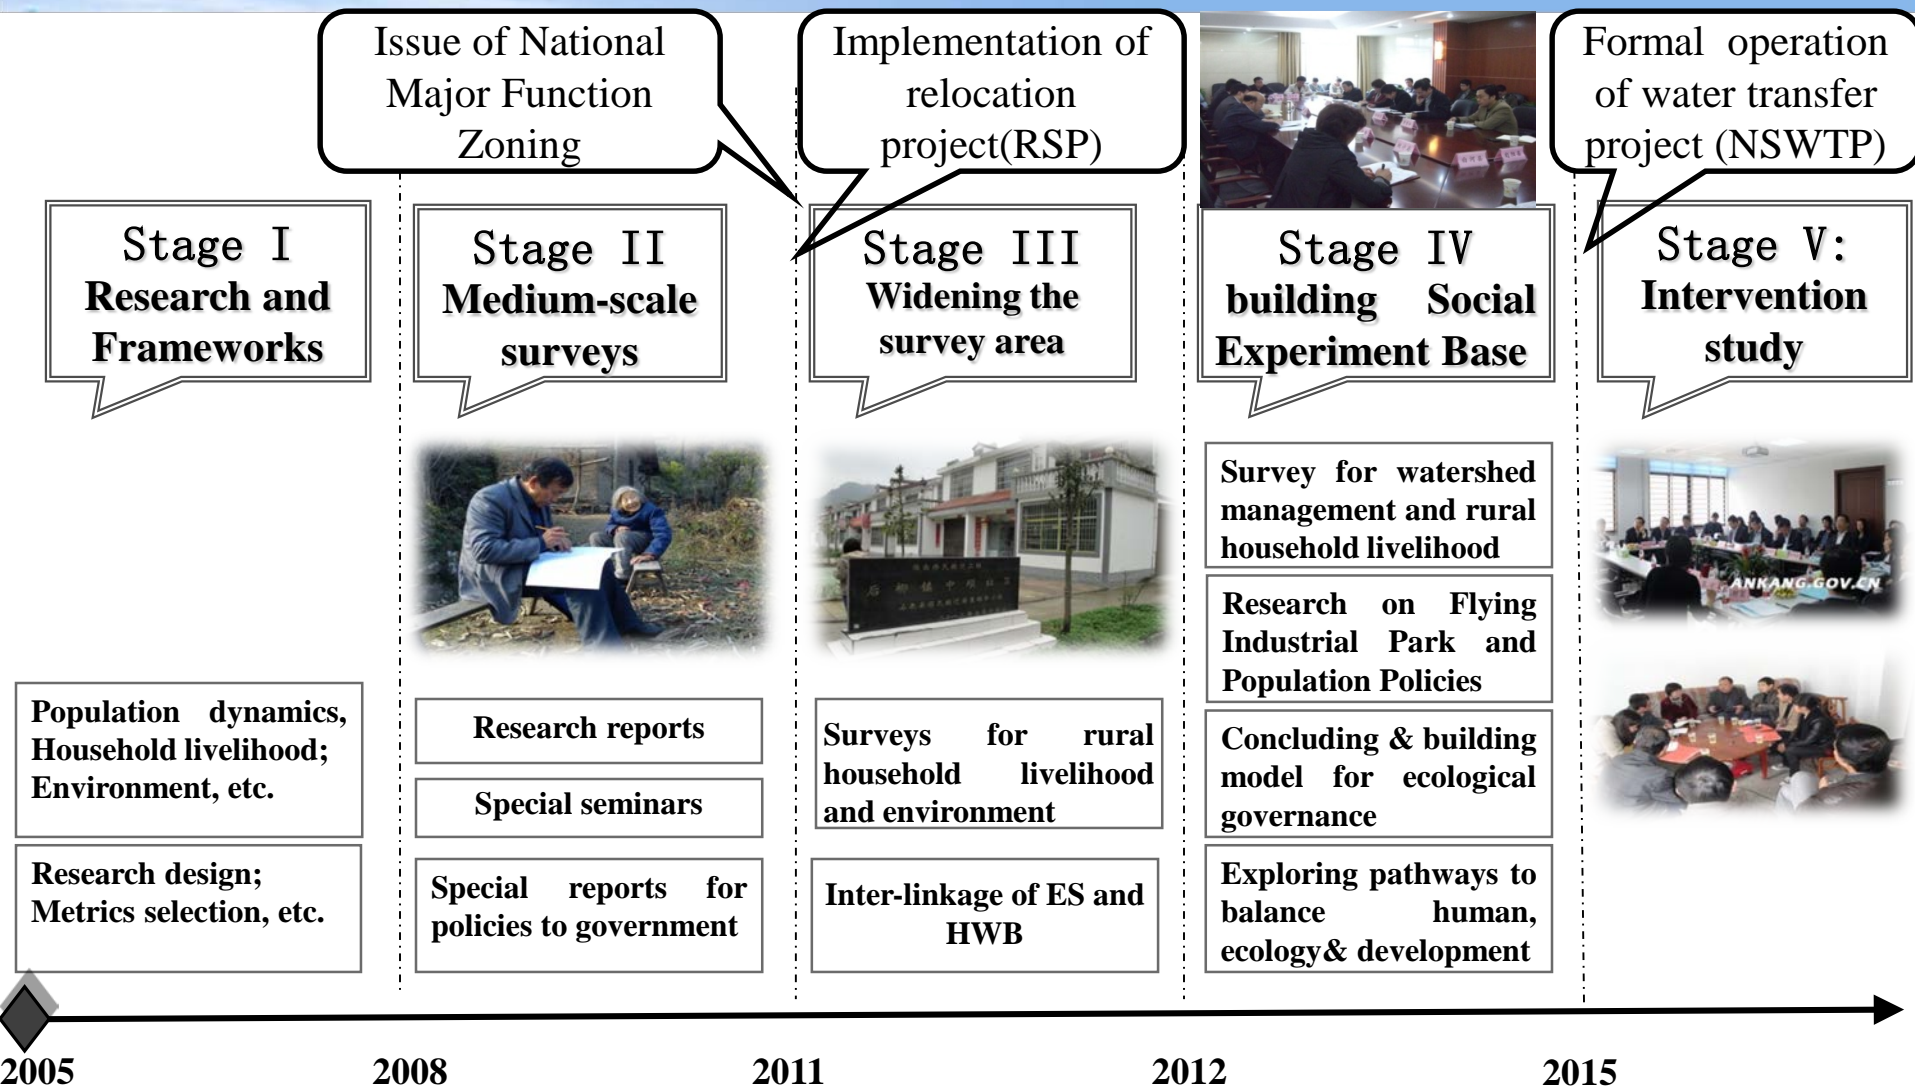 Issue of National
Major Function
Zoning
Implementation of
relocation
project(RSP)
Formal operation
of water transfer
project (NSWTP)
Stage I
Research and
Frameworks
Stage II
Medium-scale
surveys
Stage III
Widening the
survey area
Stage IV
building Social
Experiment Base
Stage V:
Intervention
study
Population dynamics,
Household livelihood;
Environment, etc.
Research design;
Metrics selection, etc.
Research reports
Special seminars
Special reports for
policies to government
Surveys for rural
household livelihood
and environment
Inter-linkage of ES and
HWB
Survey for watershed
management and rural
household livelihood
Research on Flying
Industrial Park and
Population Policies
Concluding & building
model for ecological
governance
Exploring pathways to
balance human,
ecology& development
ANKANG.GOV.CN
2005
2008
2011
2012
2015